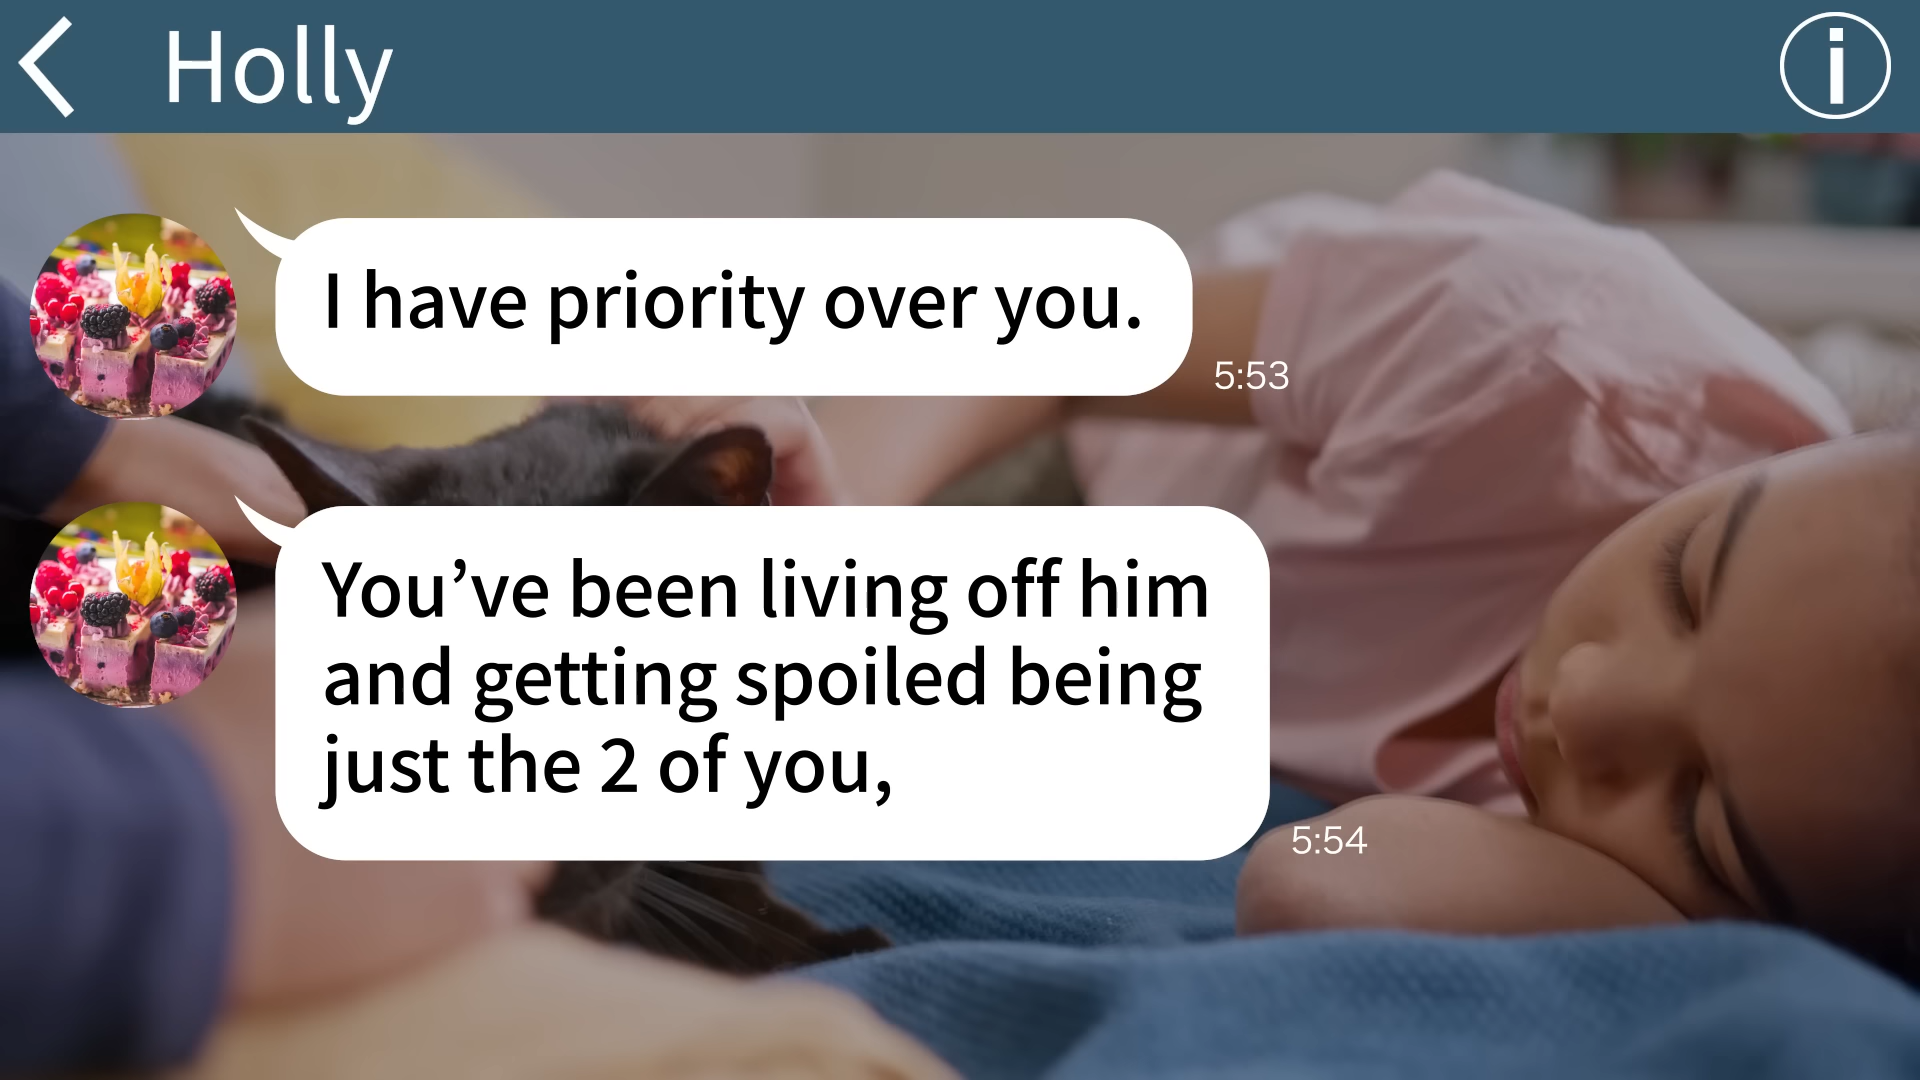 Holly
I have priority over you.
5:53
You’ve been living off him
and getting spoiled being
just the 2 of you,
5:54